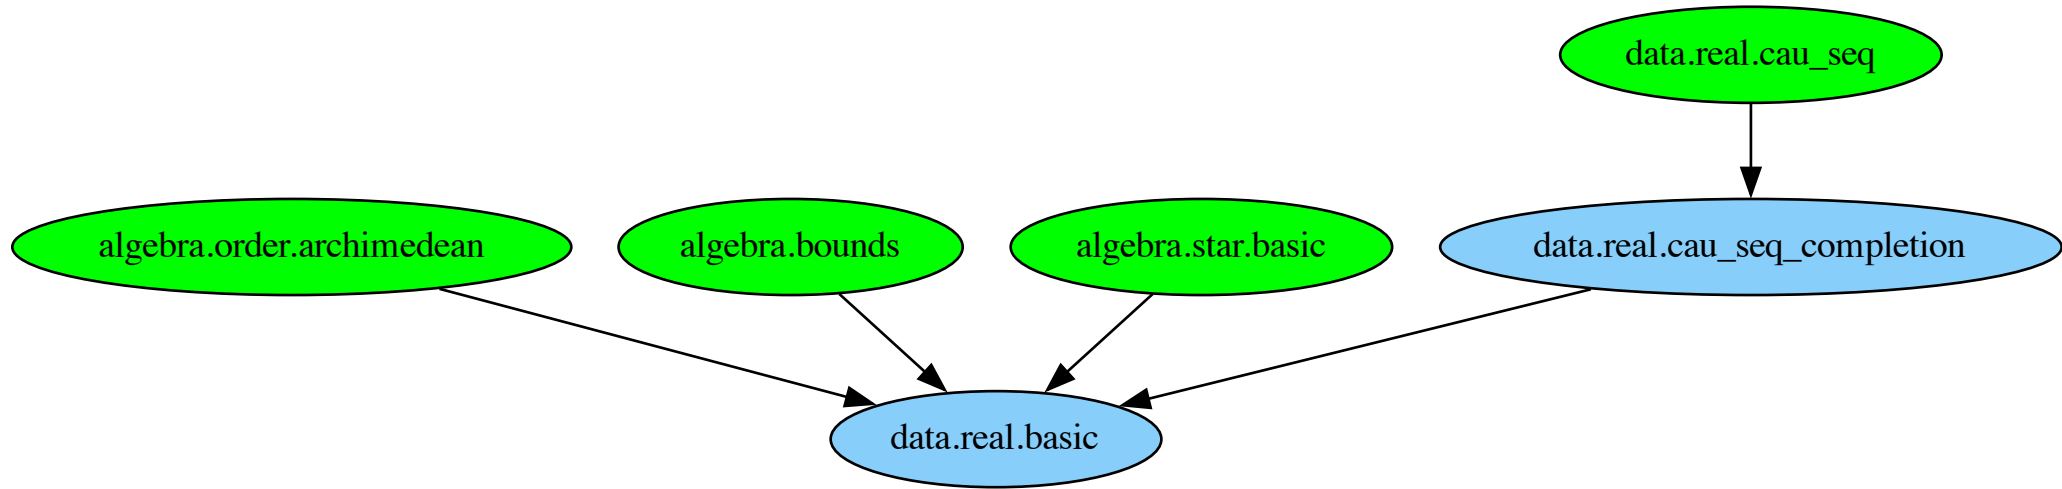 data.real.cau_seq
algebra.order.archimedean
algebra.bounds
algebra.star.basic
data.real.cau_seq_completion
data.real.basic